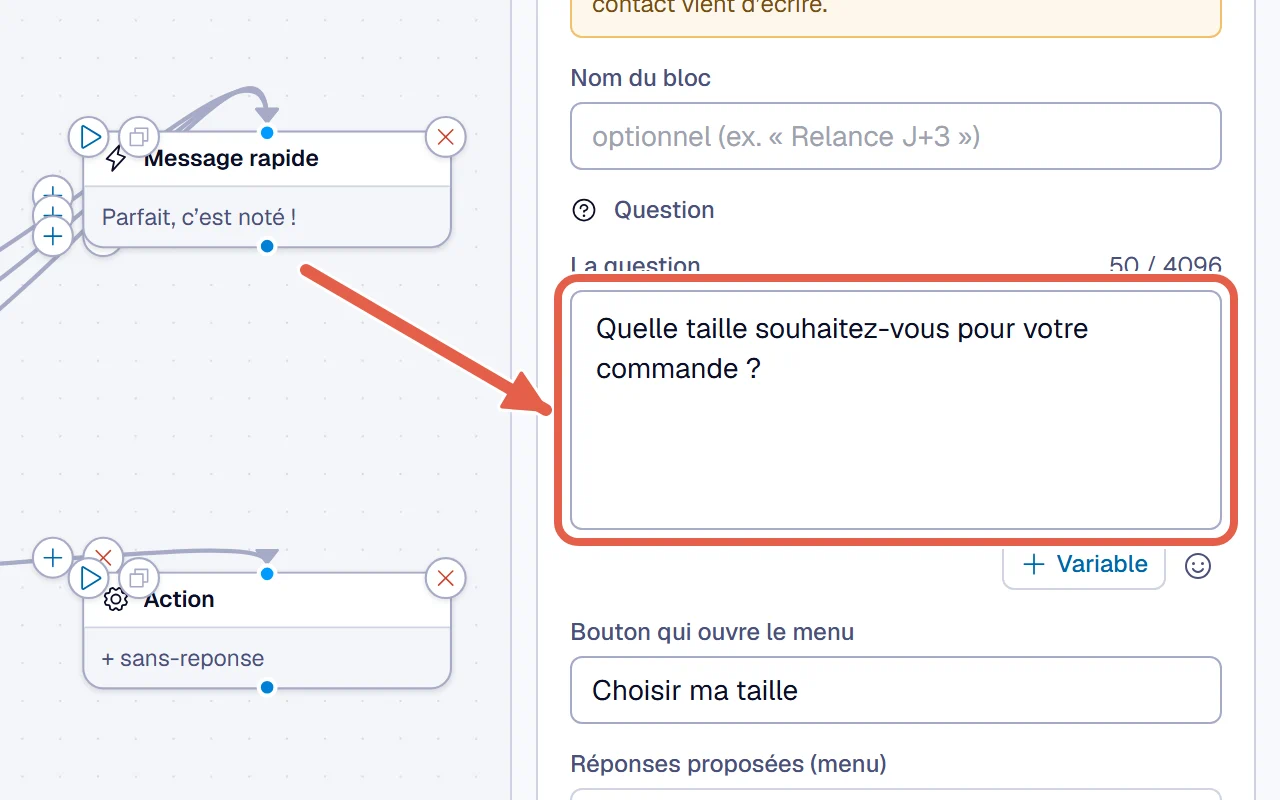 contact vient d'écrire.
Nom du bloc
optionnel (ex. « Relance J+3 »)
Message rapide
Parfait, c’est noté !
Question
La question
50 / 4096
Quelle taille souhaitez-vous pour votre
commande ?
+ Variable
Action
+ sans-reponse
Bouton qui ouvre le menu
Choisir ma taille
Réponses proposées (menu)